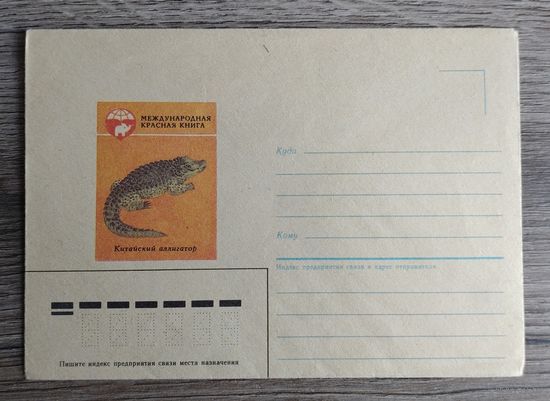 МЕЖДУНАРОДНАЯ
КРАСНАЯ КНИГА
Китайский аллигатор
Куда
Кому
Индекс предприятия связи и адрес отправителя
Пишите индекс предприятия связи места назначения